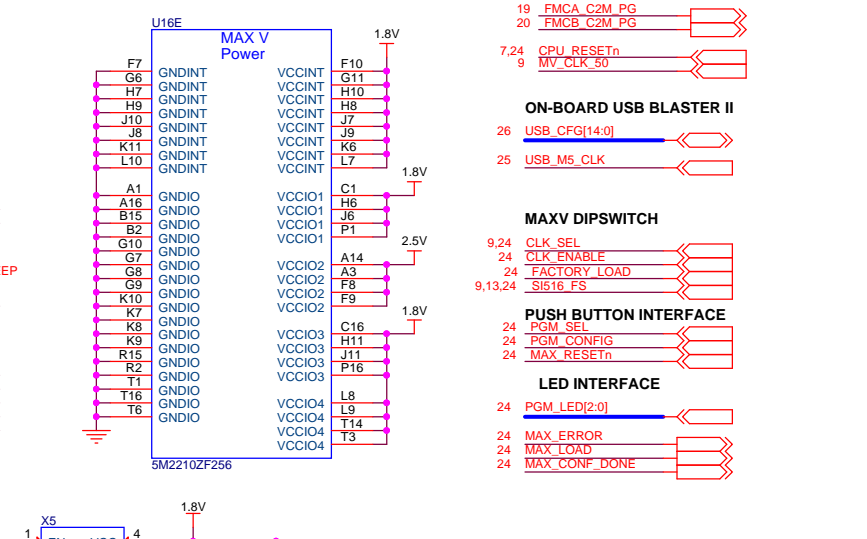 U16E
MAX V
Power
1.8V
F7 GNDINT VCCINT F10
G6 GNDINT VCCINT G11
H7 GNDINT VCCINT H10
H9 GNDINT VCCINT H8
J10 GNDINT VCCINT J7
J8 GNDINT VCCINT J9
K11 GNDINT VCCINT K6
L10 GNDINT VCCINT L7
1.8V
A1 GNDIO VCCIO1 C1
A16 GNDIO VCCIO1 H6
B15 GNDIO VCCIO1 J6
B2 GNDIO VCCIO1 P1
G10 GNDIO
2.5V
G7 GNDIO VCCIO2 A14
G8 GNDIO VCCIO2 A3
G9 GNDIO VCCIO2 F8
K10 GNDIO VCCIO2 F9
K7 GNDIO
1.8V
K8 GNDIO VCCIO3 C16
K9 GNDIO VCCIO3 H11
R15 GNDIO VCCIO3 J11
R2 GNDIO VCCIO3 P16
T1 GNDIO
T16 GNDIO VCCIO4 L8
T6 GNDIO VCCIO4 L9
VCCIO4 T14
VCCIO4 T3
5M2210ZF256
EP
X5
1
4
1.8V
19 FMCA_C2M_PG
20 FMCB_C2M_PG
7,24 CPU_RESETn
9 MV_CLK_50
ON-BOARD USB BLASTER II
26 USB_CFG[14:0]
25 USB_M5_CLK
MAXV DIPSWITCH
9,24 CLK_SEL
24 CLK_ENABLE
24 FACTORY_LOAD
9,13,24 SI516_FS
PUSH BUTTON INTERFACE
24 PGM_SEL
24 PGM_CONFIG
24 MAX_RESETn
LED INTERFACE
24 PGM_LED[2:0]
24 MAX_ERROR
24 MAX_LOAD
24 MAX_CONF_DONE